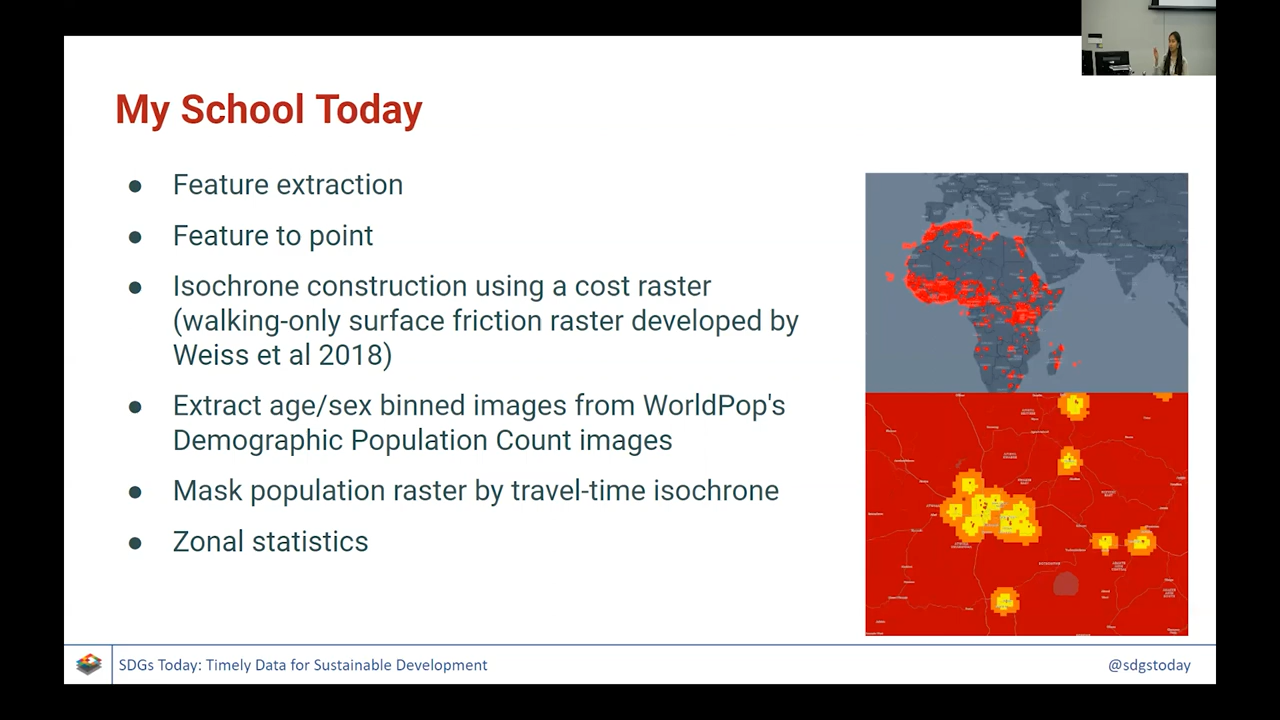 My School Today
● Feature extraction
● Feature to point
● Isochrone construction using a cost raster
(walking-only surface friction raster developed by
Weiss et al 2018)
● Extract age/sex binned images from WorldPop's
Demographic Population Count images
● Mask population raster by travel-time isochrone
● Zonal statistics
SDGs Today: Timely Data for Sustainable Development
@sdgstoday